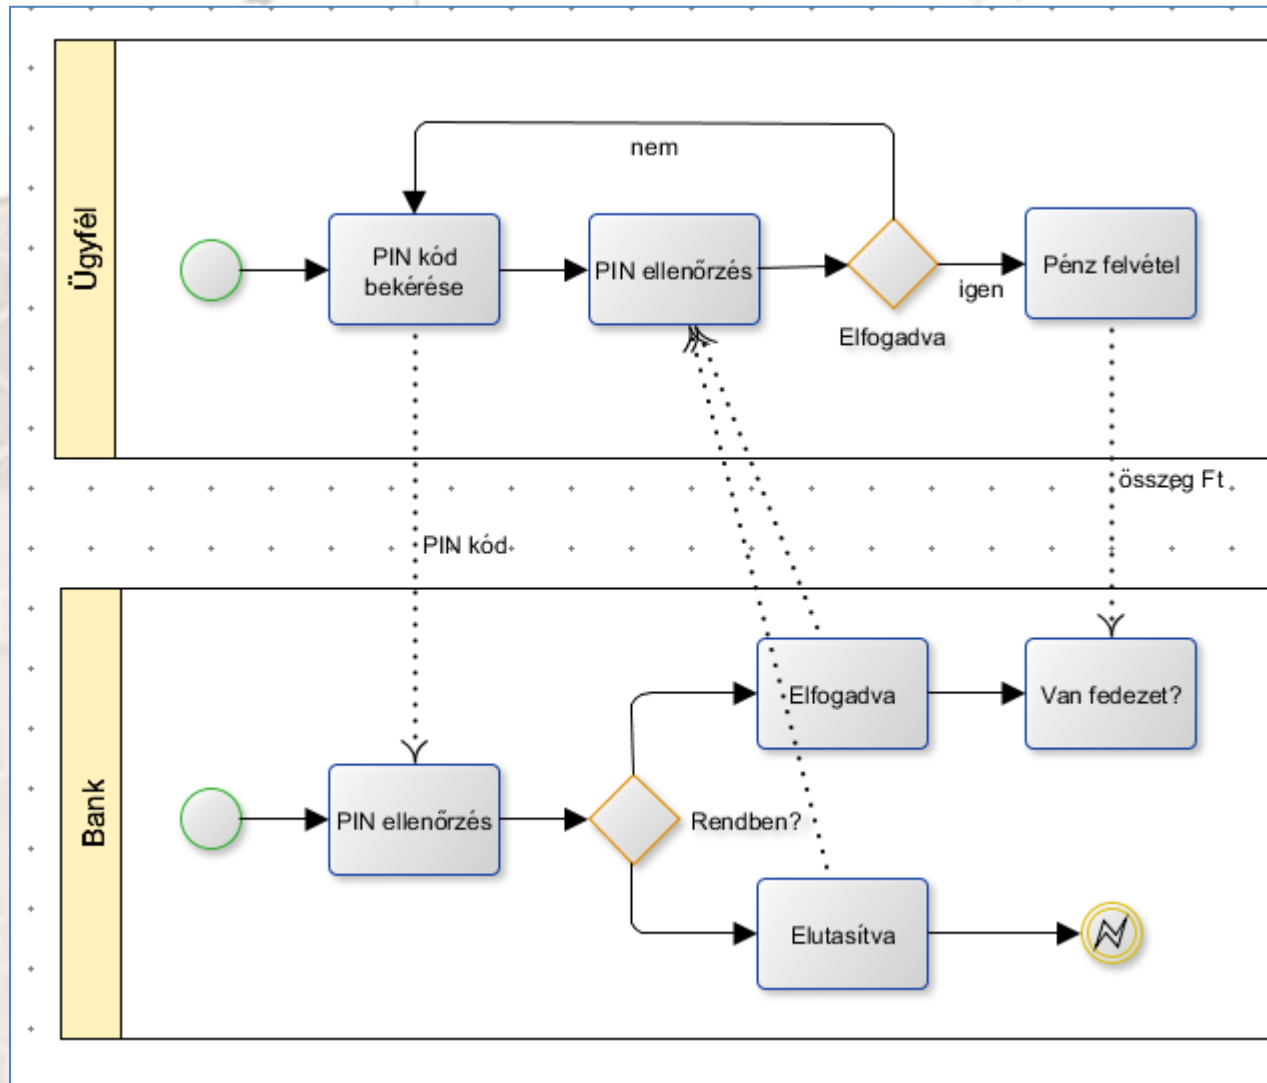 Ügyfél
nem
PIN kód
bekérése
PIN ellenőrzés
Elfogadva
igen
Pénz felvétel
összeg Ft
PIN kód
Bank
PIN ellenőrzés
Rendben?
Elfogadva
Van fedezet?
Elutasítva